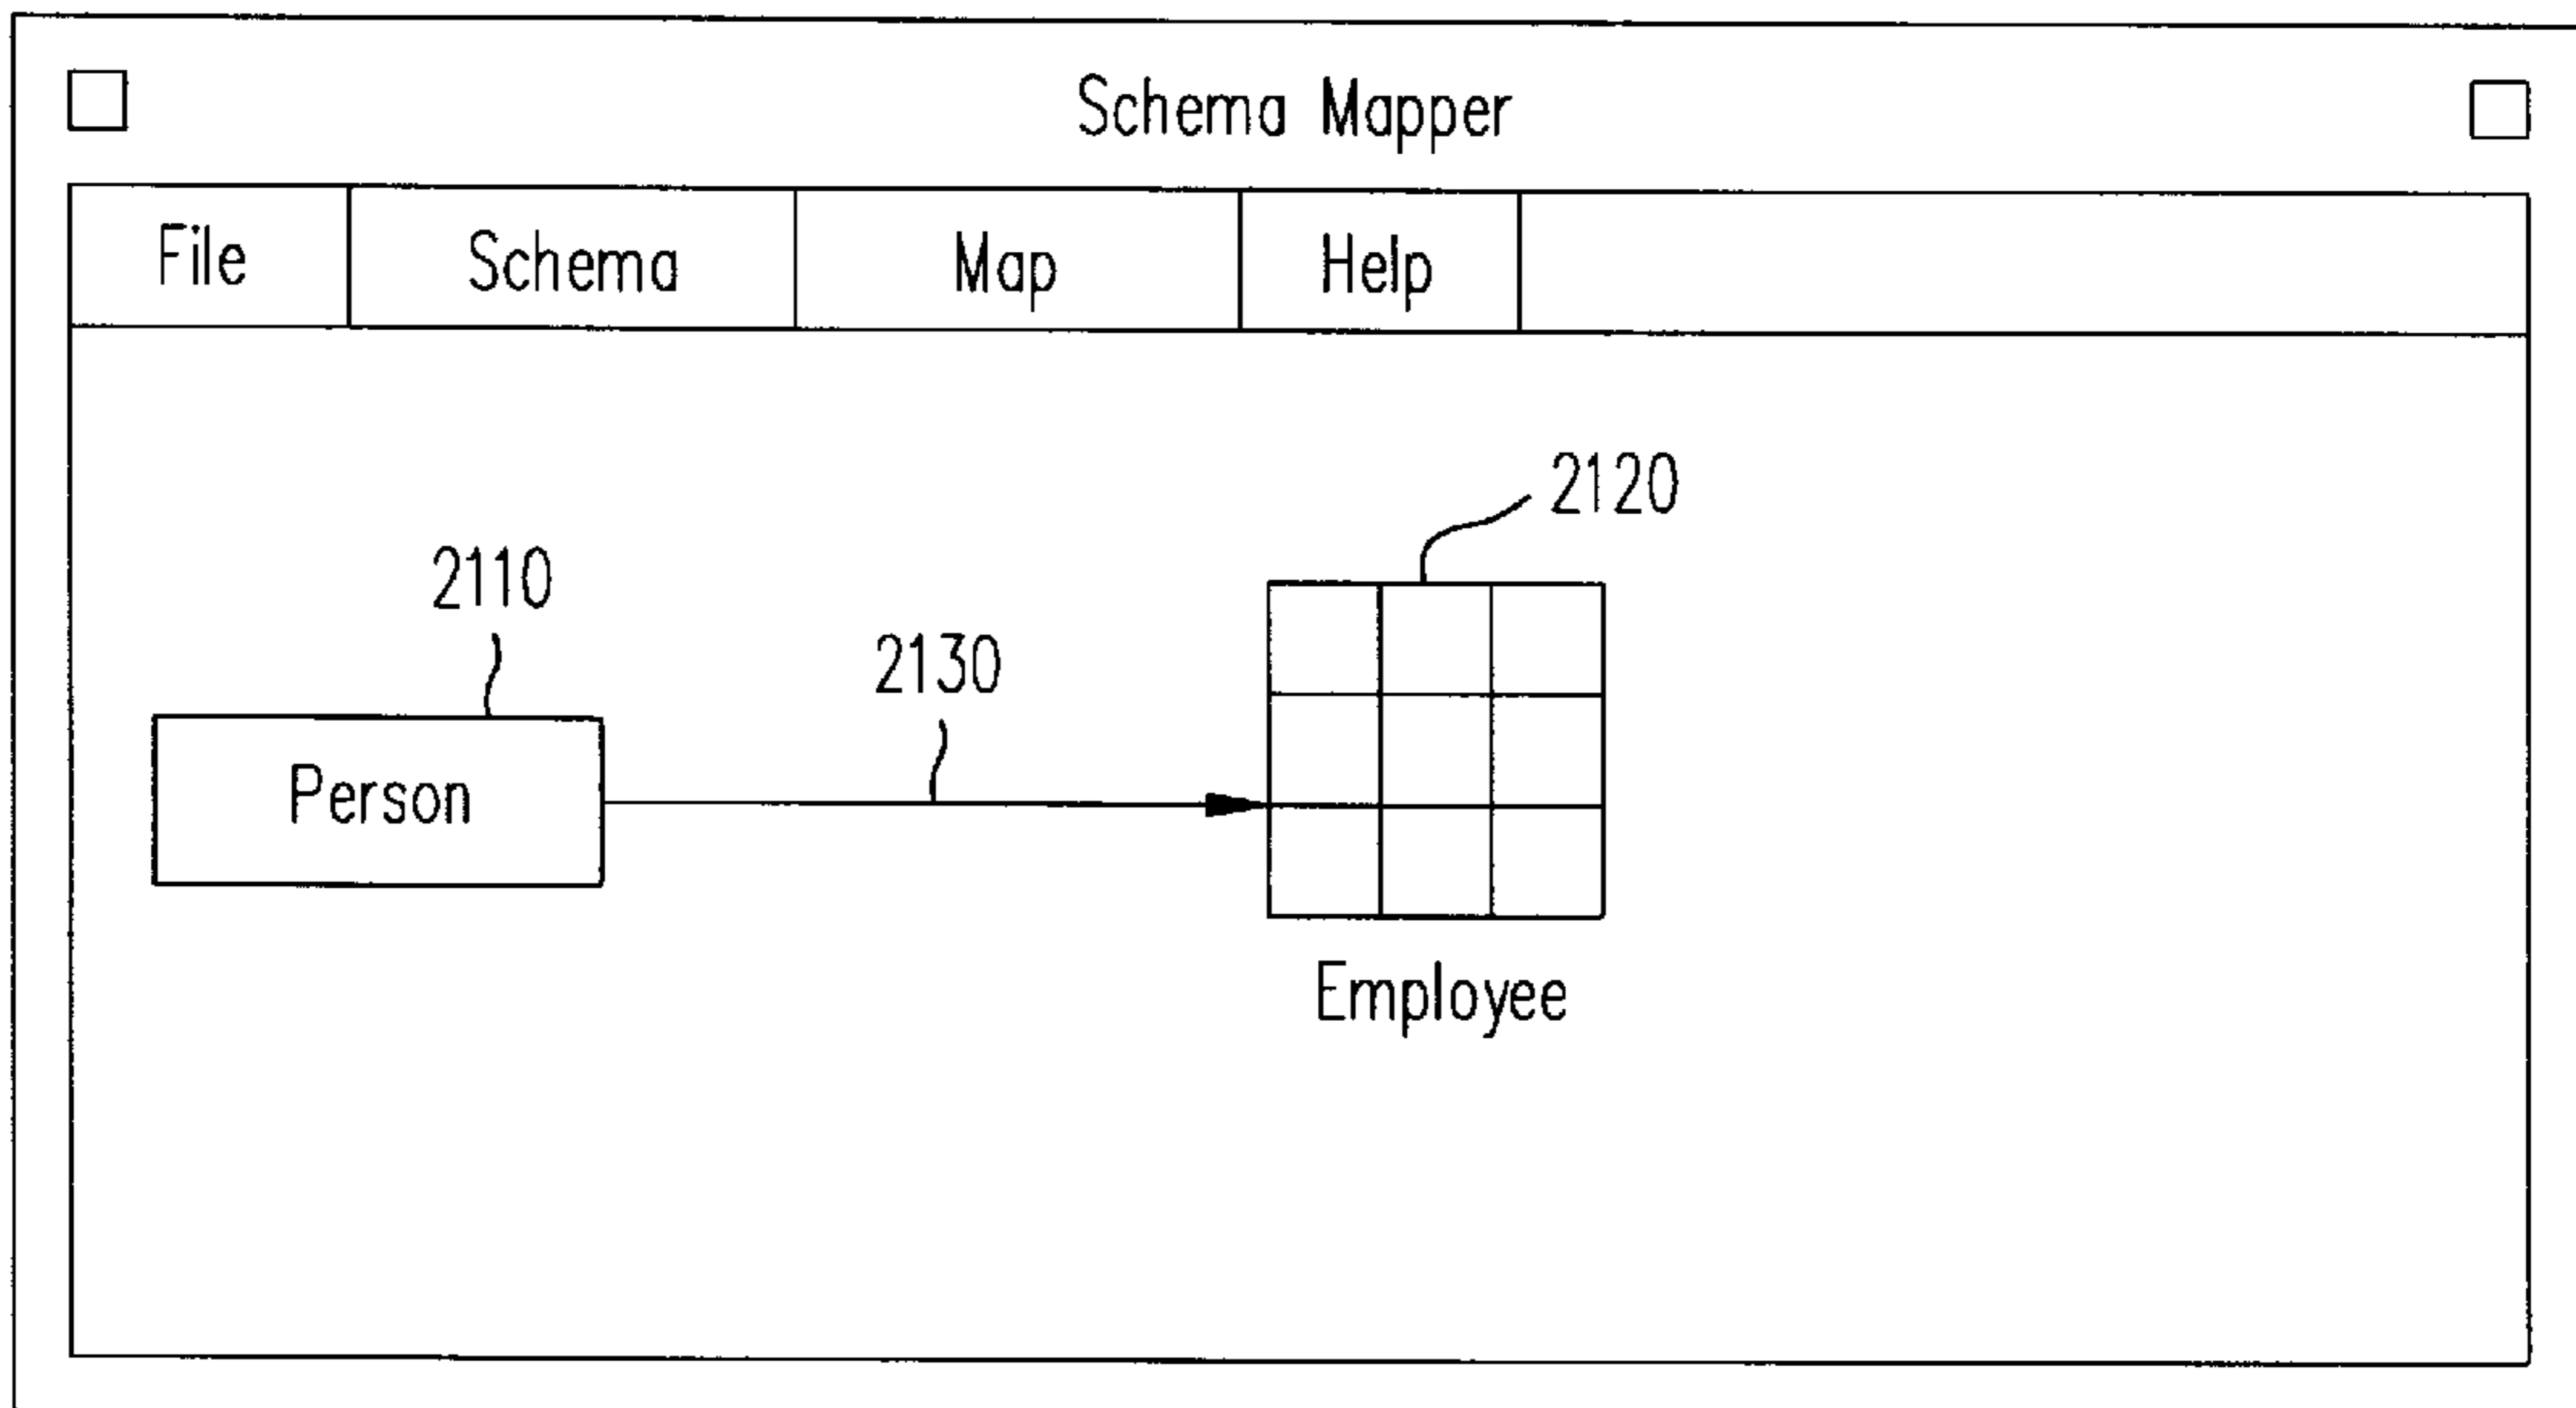 Schema Mapper
File Schema Map Help
2120
2110
2130
Person
Employee